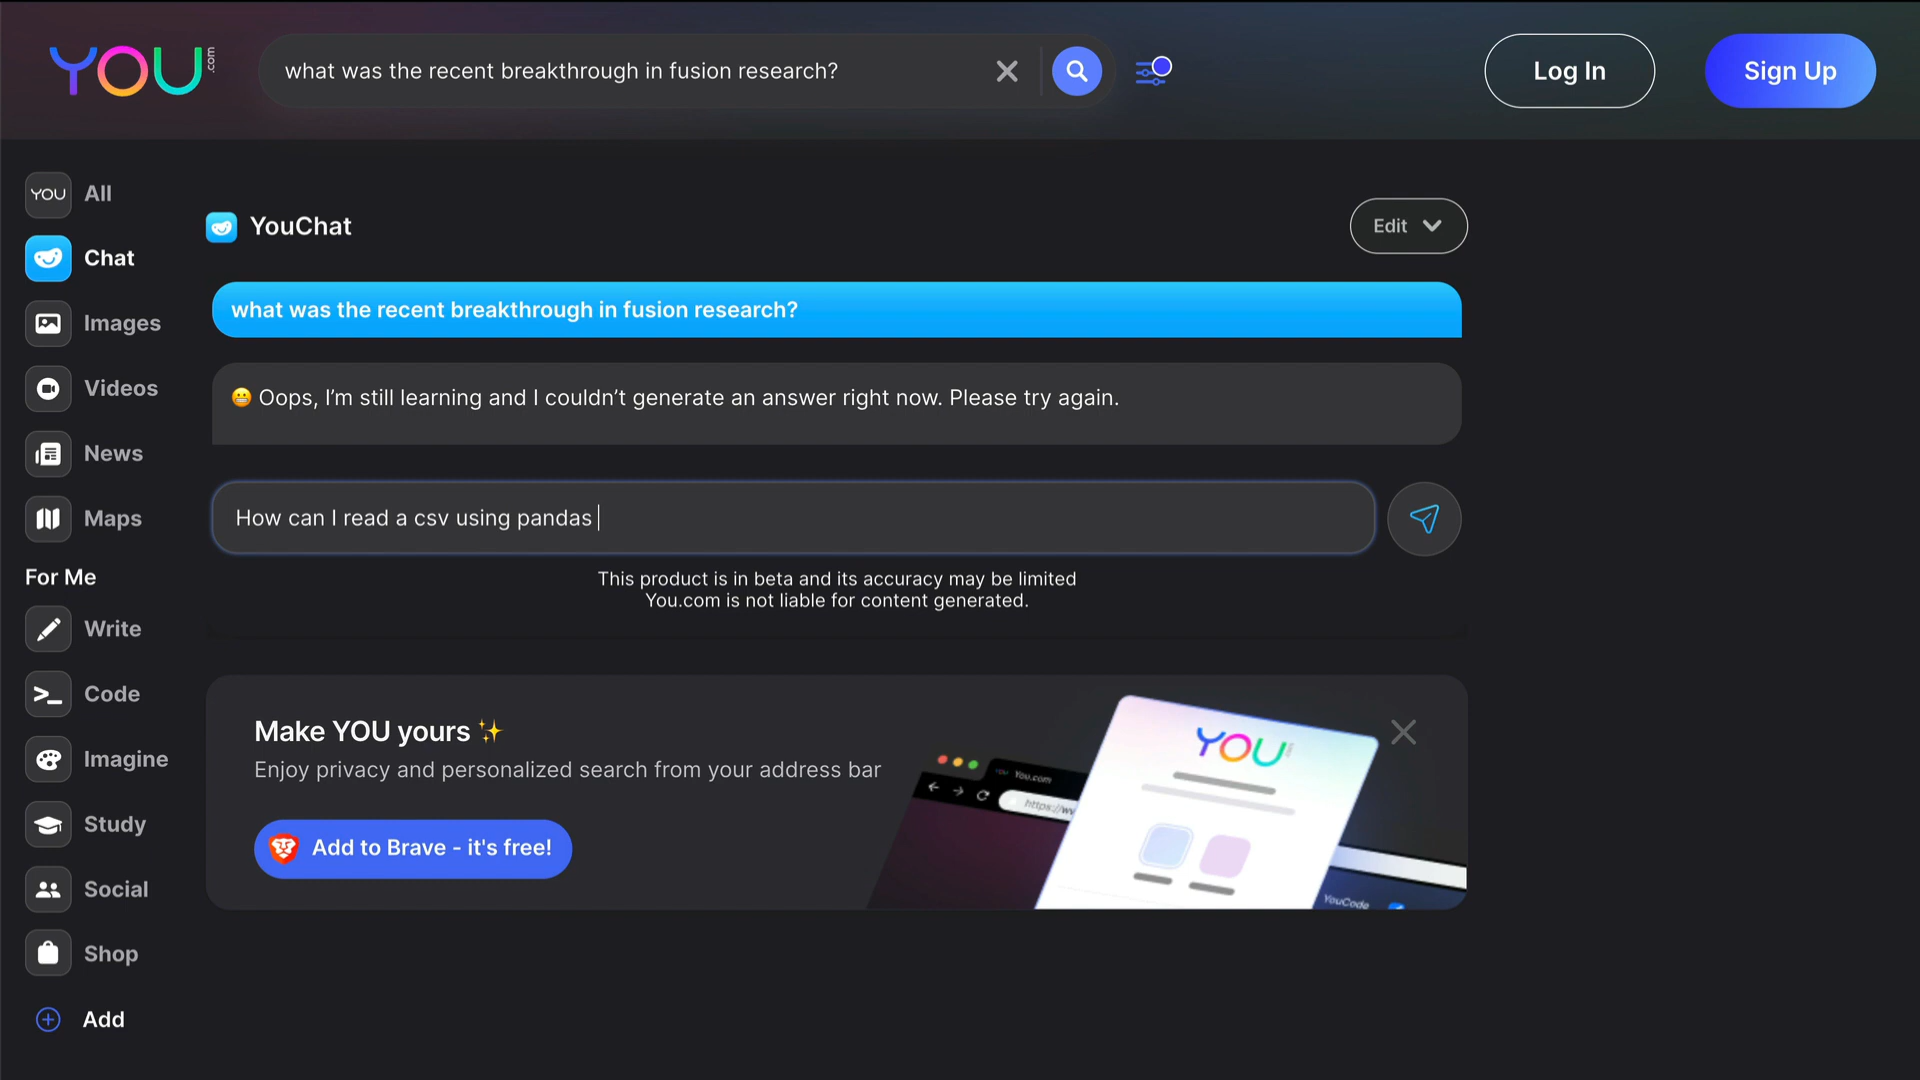 YOU.com
what was the recent breakthrough in fusion research?
Log In
Sign Up
YOU All
Chat
Images
Videos
News
Maps
For Me
Write
Code
Imagine
Study
Social
Shop
Add
YouChat
Edit
what was the recent breakthrough in fusion research?
😬 Oops, I’m still learning and I couldn’t generate an answer right now. Please try again.
How can I read a csv using pandas
This product is in beta and its accuracy may be limited
You.com is not liable for content generated.
Make YOU yours ✨
Enjoy privacy and personalized search from your address bar
Add to Brave - it's free!
You.com
https://w
YOU
YouCode